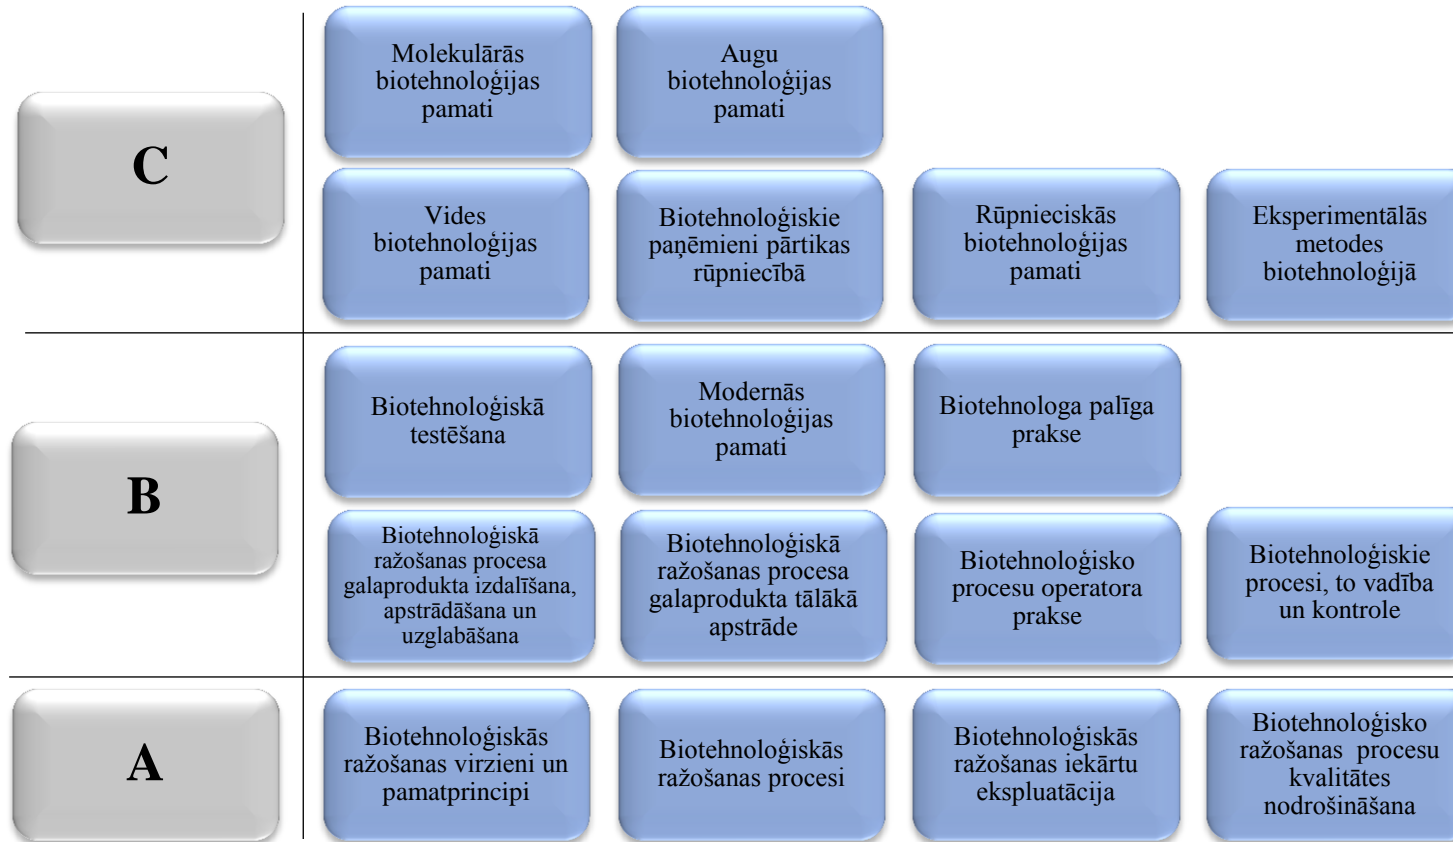 C
Molekulārās
biotehnoloģijas
pamati
Augu
biotehnoloģijas
pamati
Vides
biotehnoloģijas
pamati
Biotehnoloģiskie
paņēmieni pārtikas
rūpniecībā
Rūpnieciskās
biotehnoloģijas
pamati
Eksperimentālās
metodes
biotehnoloģijā
B
Biotehnoloģiskā
testēšana
Modernās
biotehnoloģijas
pamati
Biotehnologa palīga
prakse
Biotehnoloģiskā
ražošanas procesa
galaprodukta izdalīšana,
apstrādāšana un
uzglabāšana
Biotehnoloģiskā
ražošanas procesa
galaprodukta tālākā
apstrāde
Biotehnoloģisko
procesu operatora
prakse
Biotehnoloģiskie
procesi, to vadība
un kontrole
A
Biotehnoloģiskās
ražošanas virzieni un
pamatprincipi
Biotehnoloģiskās
ražošanas procesi
Biotehnoloģiskās
ražošanas iekārtu
ekspluatācija
Biotehnoloģisko
ražošanas procesu
kvalitātes
nodrošināšana